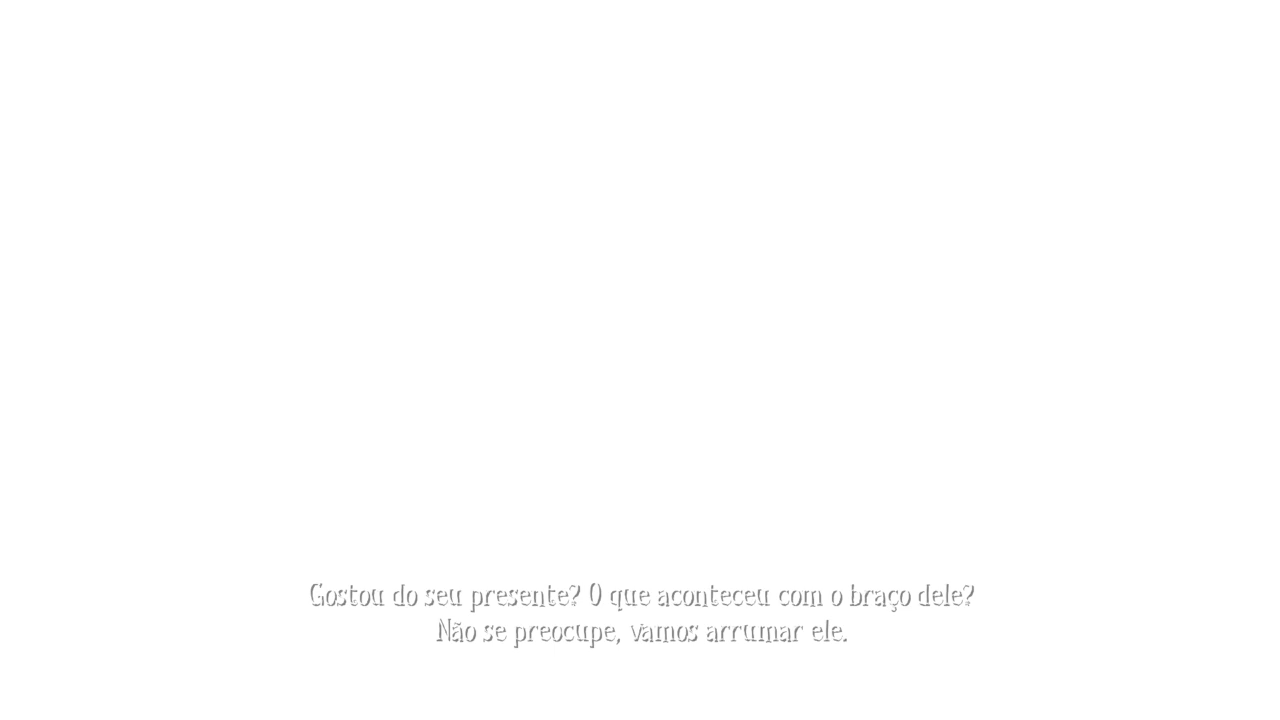 Gostou do seu presente? O que aconteceu com o braço dele?
Não se preocupe, vamos arrumar ele.